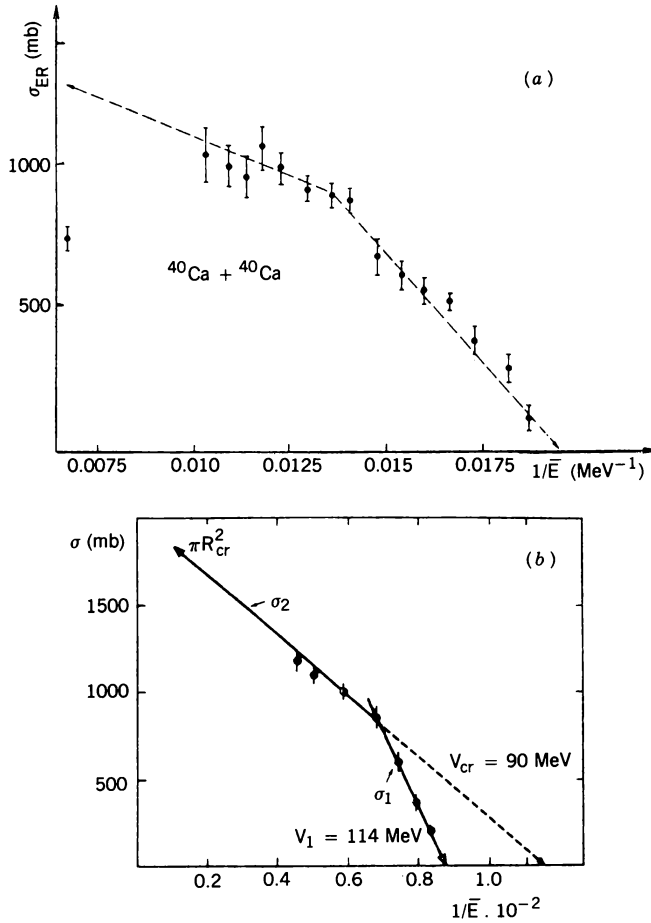 σ_ER (mb)
(a)
1000
500
⁴⁰Ca + ⁴⁰Ca
0.0075 0.010 0.0125 0.015 0.0175 1/E̅ (MeV⁻¹)
σ (mb)
πR²_cr
(b)
σ₂
1500
1000
500
V_cr = 90 MeV
σ₁
V₁ = 114 MeV
0.2 0.4 0.6 0.8 1.0
1/E̅ . 10⁻²